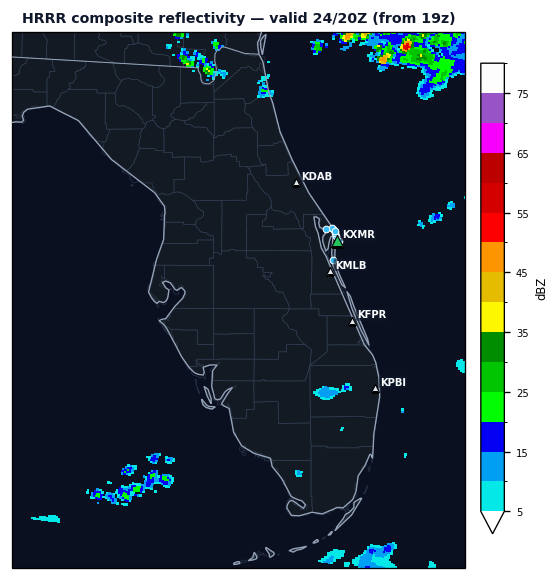 HRRR composite reflectivity — valid 24/20Z (from 19z)
KDAB
KXMR
KMLB
KFPR
KPBI
75
65
55
45
35
25
15
5
dBZ